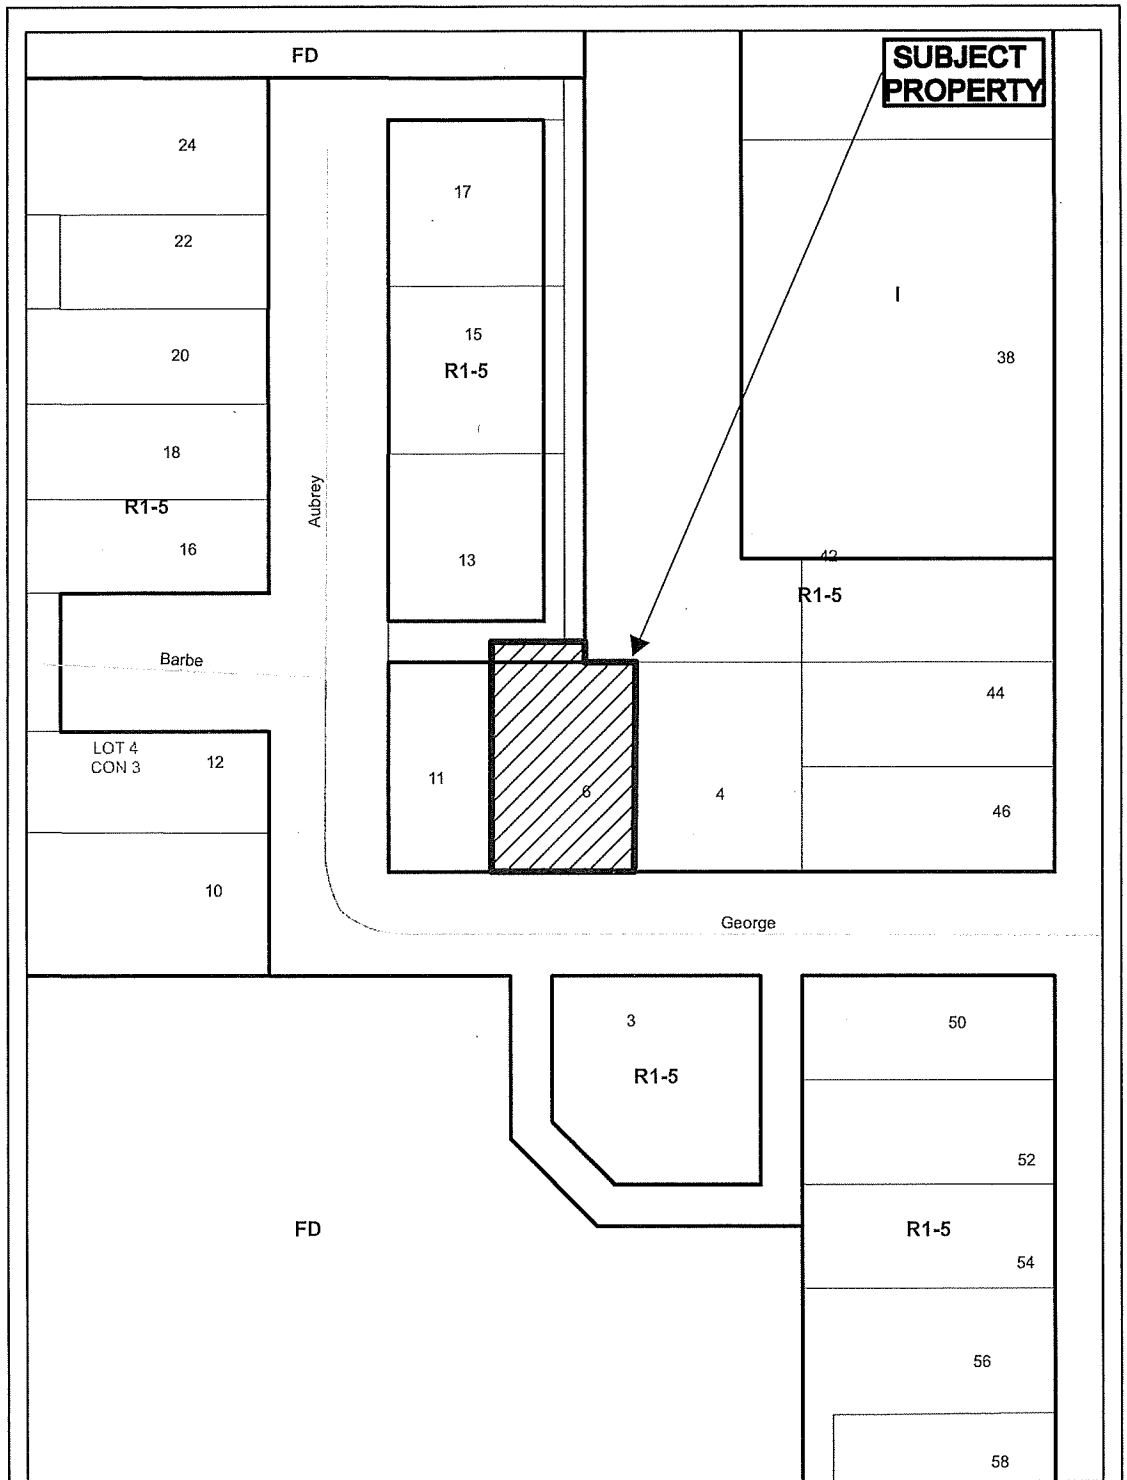 FD
SUBJECT
PROPERTY
24
17
22
I
15
20
38
R1-5
18
R1-5
Aubrey
16
13
42
R1-5
Barbe
44
LOT 4
CON 3
12
11
6
4
46
10
George
3
50
R1-5
52
FD
R1-5
54
56
58